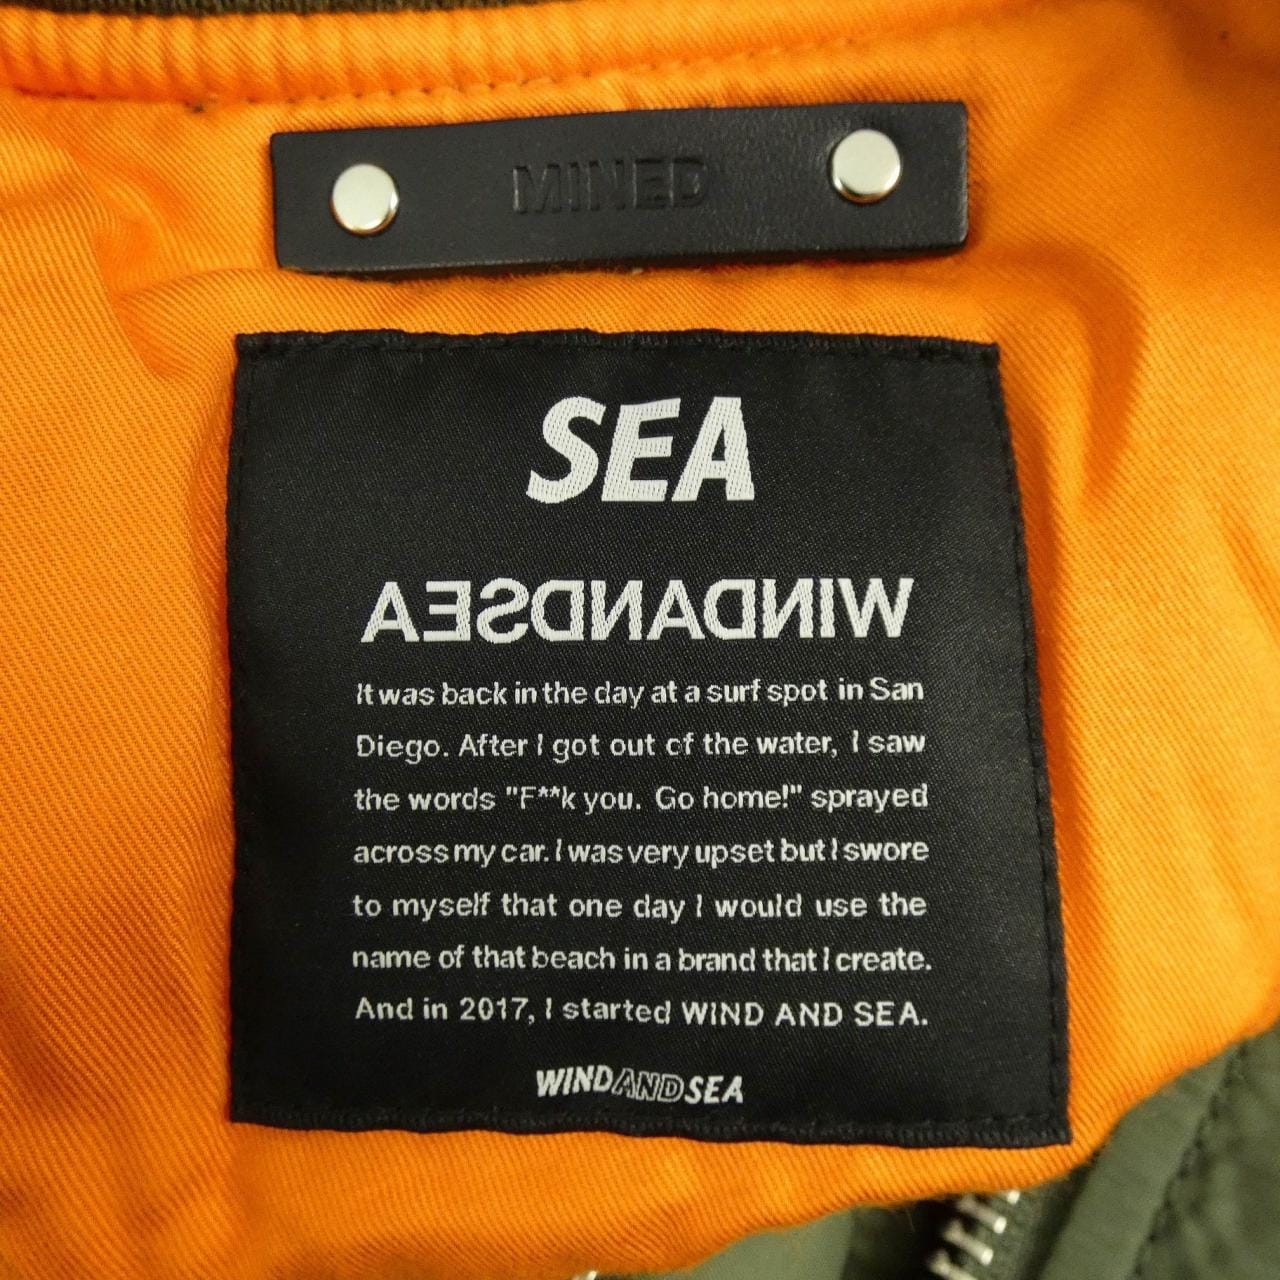 MINED
SEA
WINDANDSEA
It was back in the day at a surf spot in San
Diego. After I got out of the water, I saw
the words "F**k you. Go home!" sprayed
across my car. I was very upset but I swore
to myself that one day I would use the
name of that beach in a brand that I create.
And in 2017, I started WIND AND SEA.
WINDANDSEA